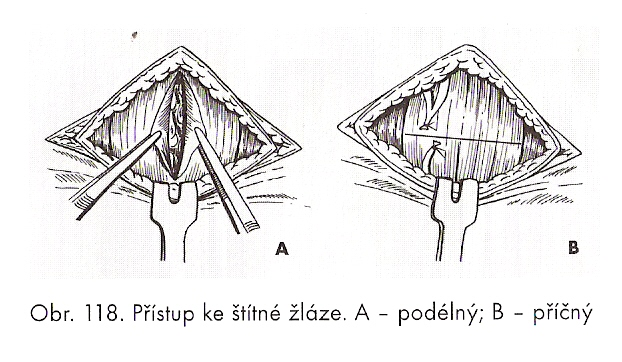 A
B
Obr. 118. Přístup ke štítné žláze. A – podélný; B – příčný